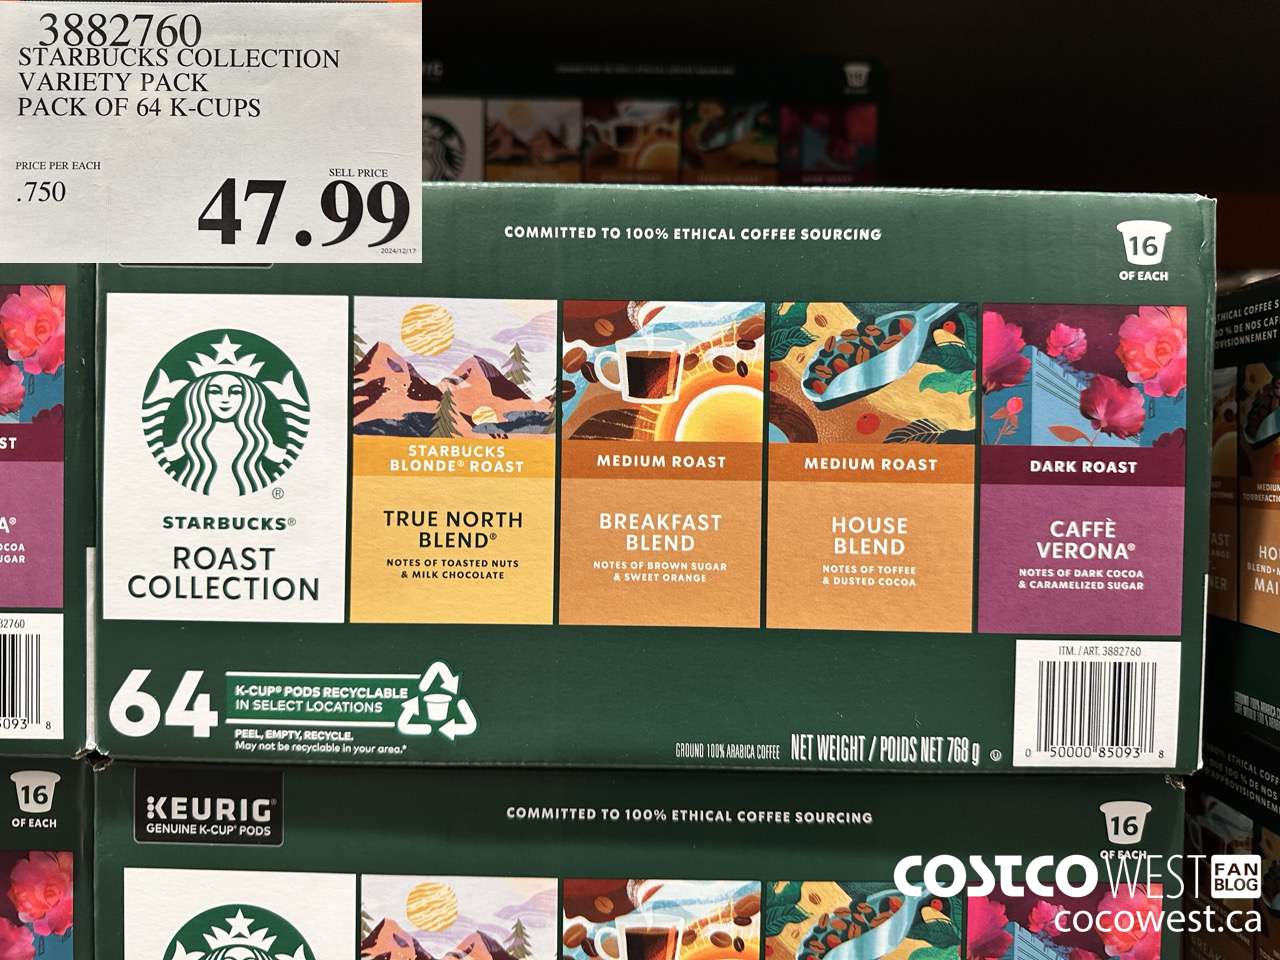 3882760
STARBUCKS COLLECTION
VARIETY PACK
PACK OF 64 K-CUPS
PRICE PER EACH
.750
SELL PRICE
47.99
2024/12/17
COMMITTED TO 100% ETHICAL COFFEE SOURCING
16
OF EACH
STARBUCKS®
ROAST
COLLECTION
STARBUCKS
BLONDE® ROAST
TRUE NORTH
BLEND®
NOTES OF TOASTED NUTS
& MILK CHOCOLATE
MEDIUM ROAST
BREAKFAST
BLEND
NOTES OF BROWN SUGAR
& SWEET ORANGE
MEDIUM ROAST
HOUSE
BLEND
NOTES OF TOFFEE
& DUSTED COCOA
DARK ROAST
CAFFÈ
VERONA®
NOTES OF DARK COCOA
& CARAMELIZED SUGAR
64
K-CUP® PODS RECYCLABLE
IN SELECT LOCATIONS
PEEL, EMPTY, RECYCLE.
May not be recyclable in your area.*
GROUND 100% ARABICA COFFEE NET WEIGHT / POIDS NET 768 g
ITM. / ART. 3882760
0 50000 85093 8
16
OF EACH
KEURIG®
GENUINE K-CUP® PODS
COMMITTED TO 100% ETHICAL COFFEE SOURCING
16
OF EACH
COSTCO WEST FAN BLOG
cocowest.ca